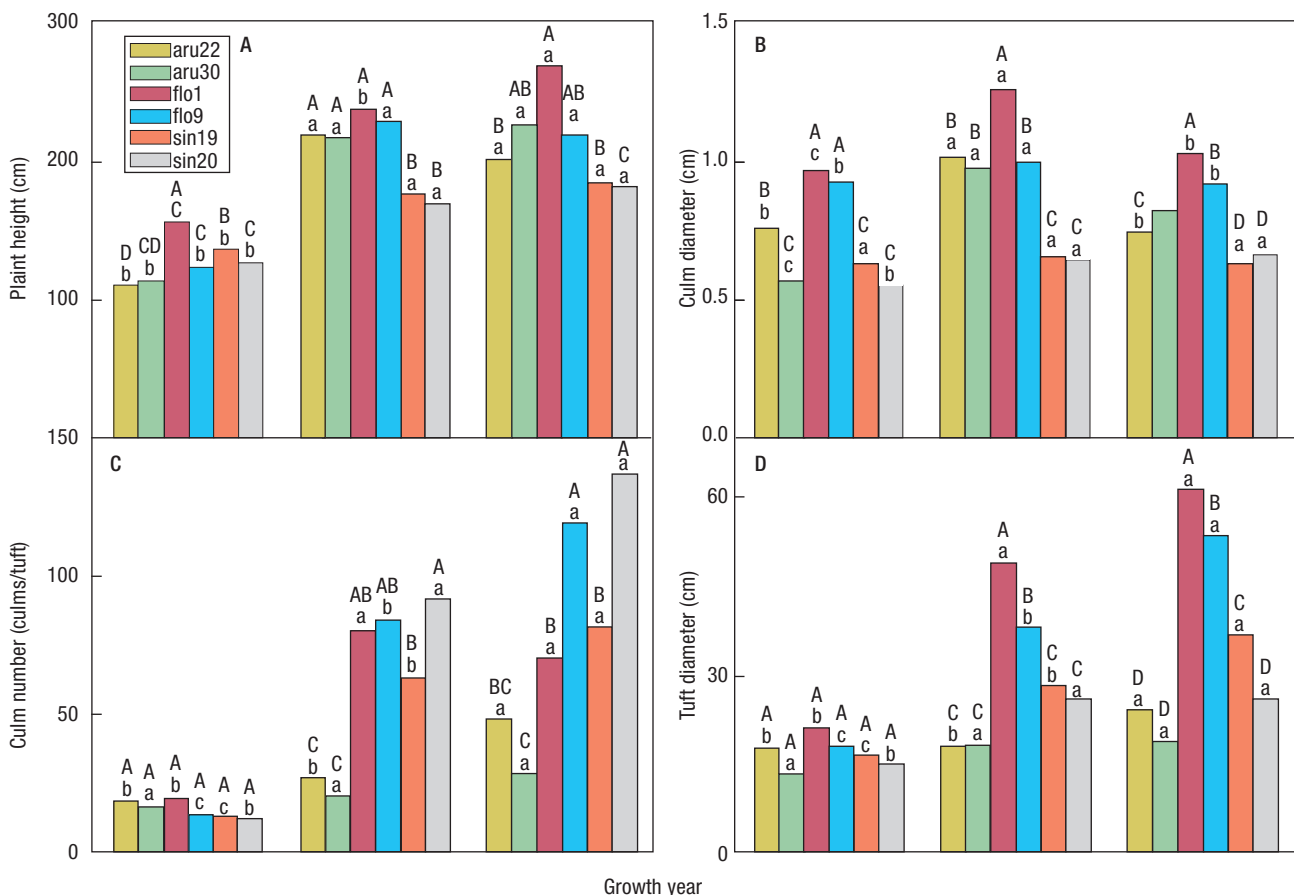 Plaint height (cm)
300
200
100
A
aru22
aru30
flo1
flo9
sin19
sin20
D CD A C B C
b b C b b b
A A A A B B
a a b a a a
B AB A AB B C
a a a a a a
Culm diameter (cm)
1.5
1.0
0.5
0.0
B
B C A A C C
b c c b a b
B B A B C C
a a a a a a
C A B D D
b b b a a
Culm number (culms/tuft)
150
100
50
0
C
A A A A A A
b a b c c b
C C AB AB B A
b a a b b a
BC C B A B A
a a a a a a
Tuft diameter (cm)
60
30
0
D
A A A A A A
b a b c c b
C C A B C C
b a a b b a
D D A B C D
a a a a a a
Growth year